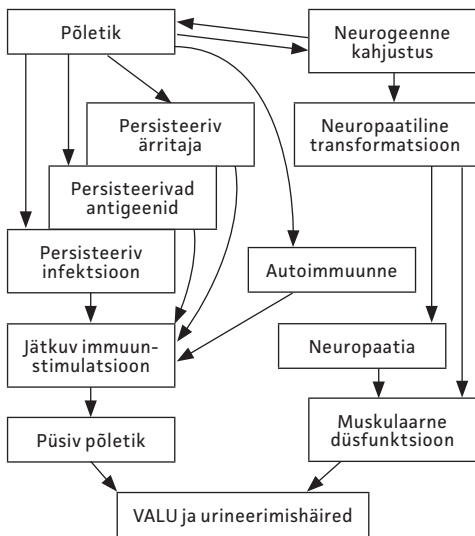 Põletik
Neurogeenne
kahjustus
Persisteeriv
ärritaja
Neuropaatiline
transformatsioon
Persisteerivad
antigeenid
Persisteeriv
infektsioon
Autoimmuunne
Jätkuv immuun-
stimulatsioon
Neuropaatia
Püsiv põletik
Muskulaarne
düsfunktsioon
VALU ja urineerimishäired